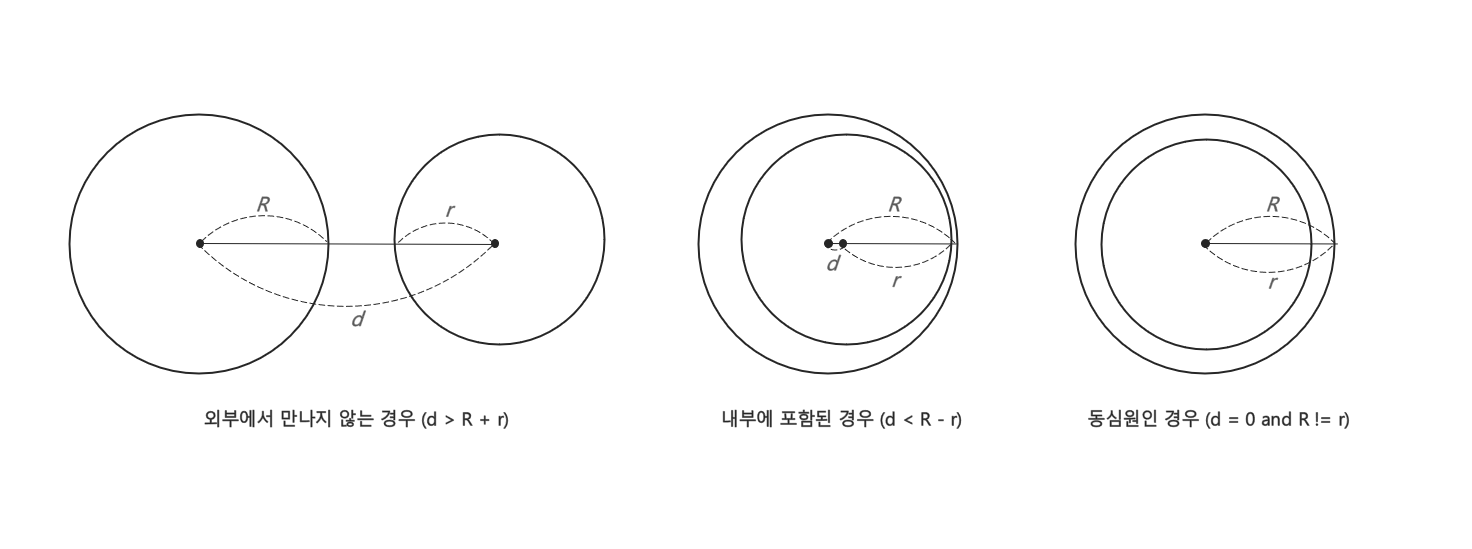 R
r
d
외부에서 만나지 않는 경우 (d > R + r)
R
d
r
내부에 포함된 경우 (d < R - r)
R
r
동심원인 경우 (d = 0 and R != r)